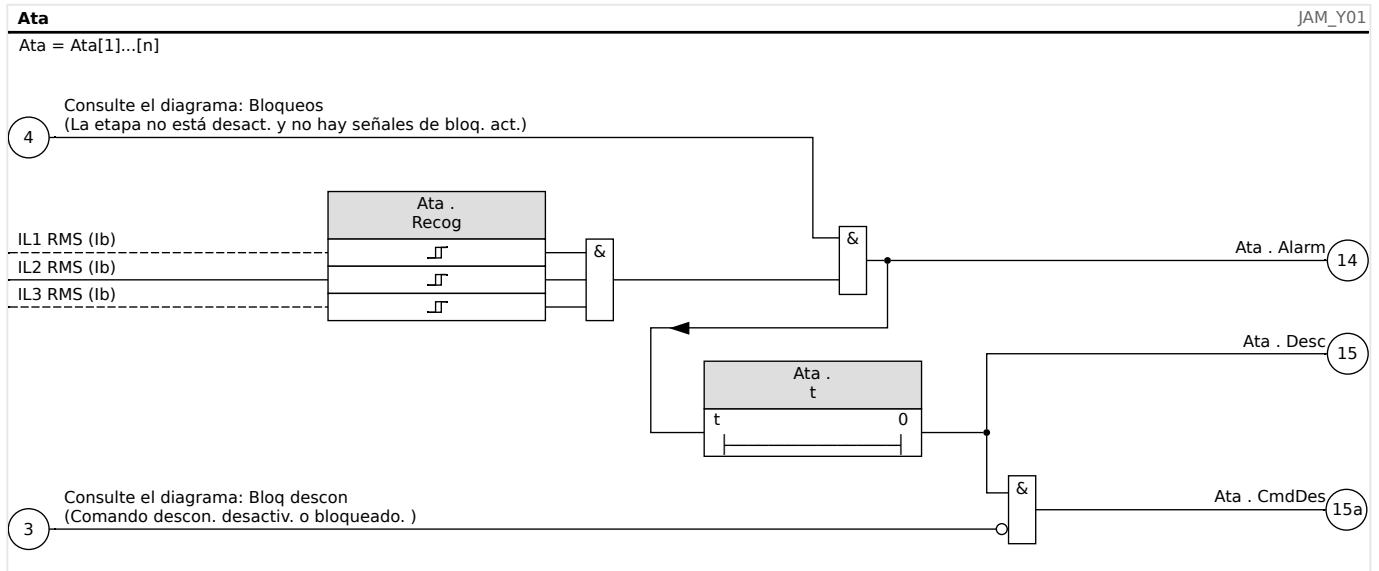 Ata
JAM_Y01
Ata = Ata[1]...[n]
Consulte el diagrama: Bloqueos
(La etapa no está desact. y no hay señales de bloq. act.)
4
Ata .
Recog
IL1 RMS (Ib)
IL2 RMS (Ib)
IL3 RMS (Ib)
&
&
Ata . Alarm
14
Ata . Desc
15
Ata .
t
t
0
Consulte el diagrama: Bloq descon
(Comando descon. desactiv. o bloqueado. )
3
&
Ata . CmdDes
15a